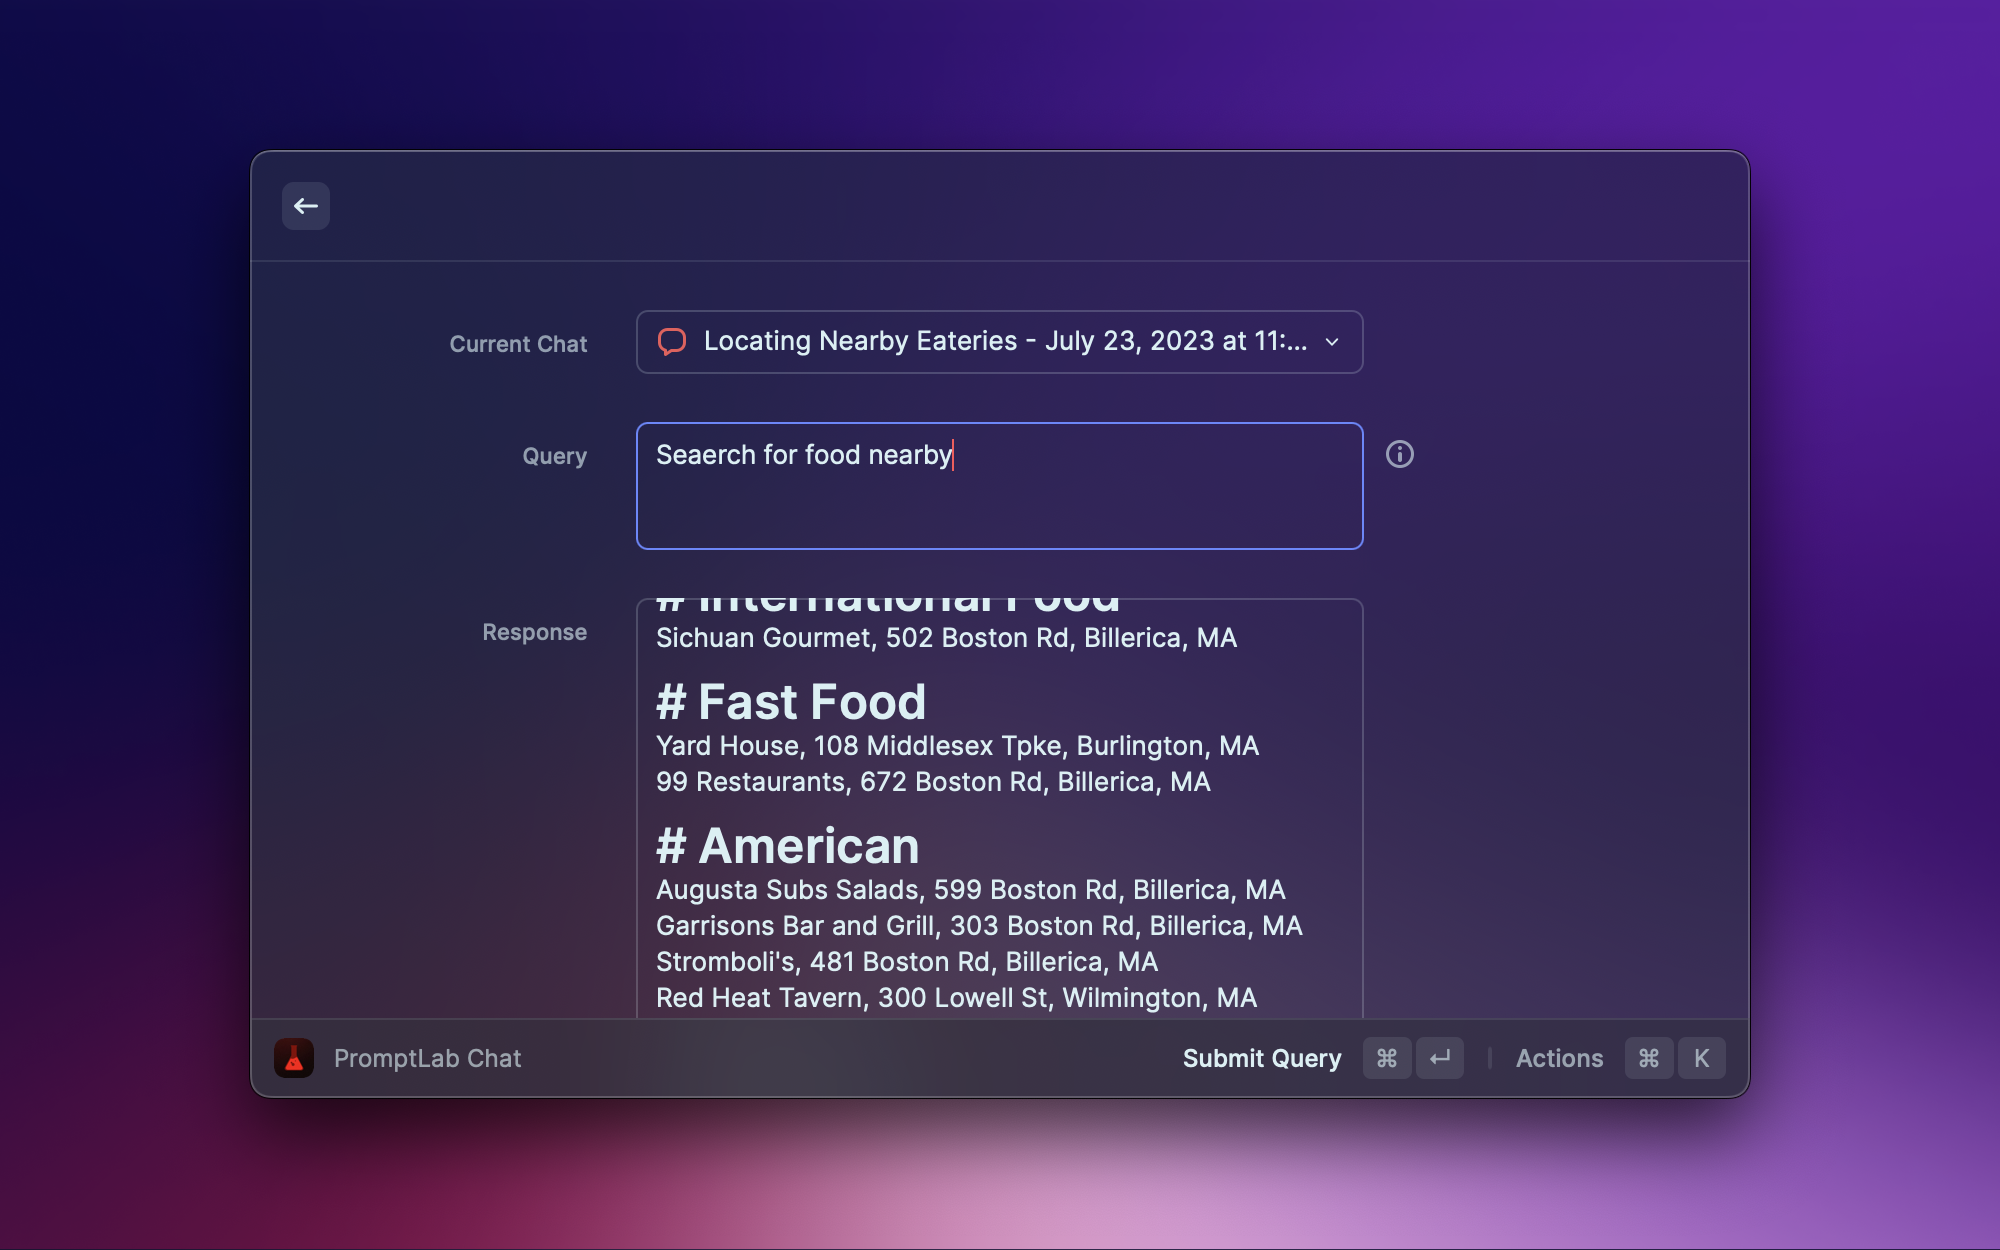 Current Chat
Locating Nearby Eateries - July 23, 2023 at 11:...
Query
Seaerch for food nearby
Response
# International Food
Sichuan Gourmet, 502 Boston Rd, Billerica, MA
# Fast Food
Yard House, 108 Middlesex Tpke, Burlington, MA
99 Restaurants, 672 Boston Rd, Billerica, MA
# American
Augusta Subs Salads, 599 Boston Rd, Billerica, MA
Garrisons Bar and Grill, 303 Boston Rd, Billerica, MA
Stromboli's, 481 Boston Rd, Billerica, MA
Red Heat Tavern, 300 Lowell St, Wilmington, MA
PromptLab Chat
Submit Query ⌘ ↵ | Actions ⌘ K